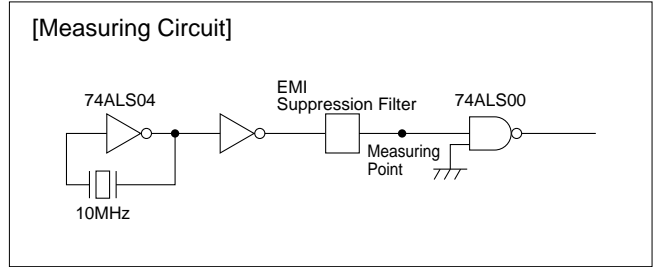 [Measuring Circuit]
74ALS04
EMI
Suppression Filter
74ALS00
Measuring
Point
10MHz